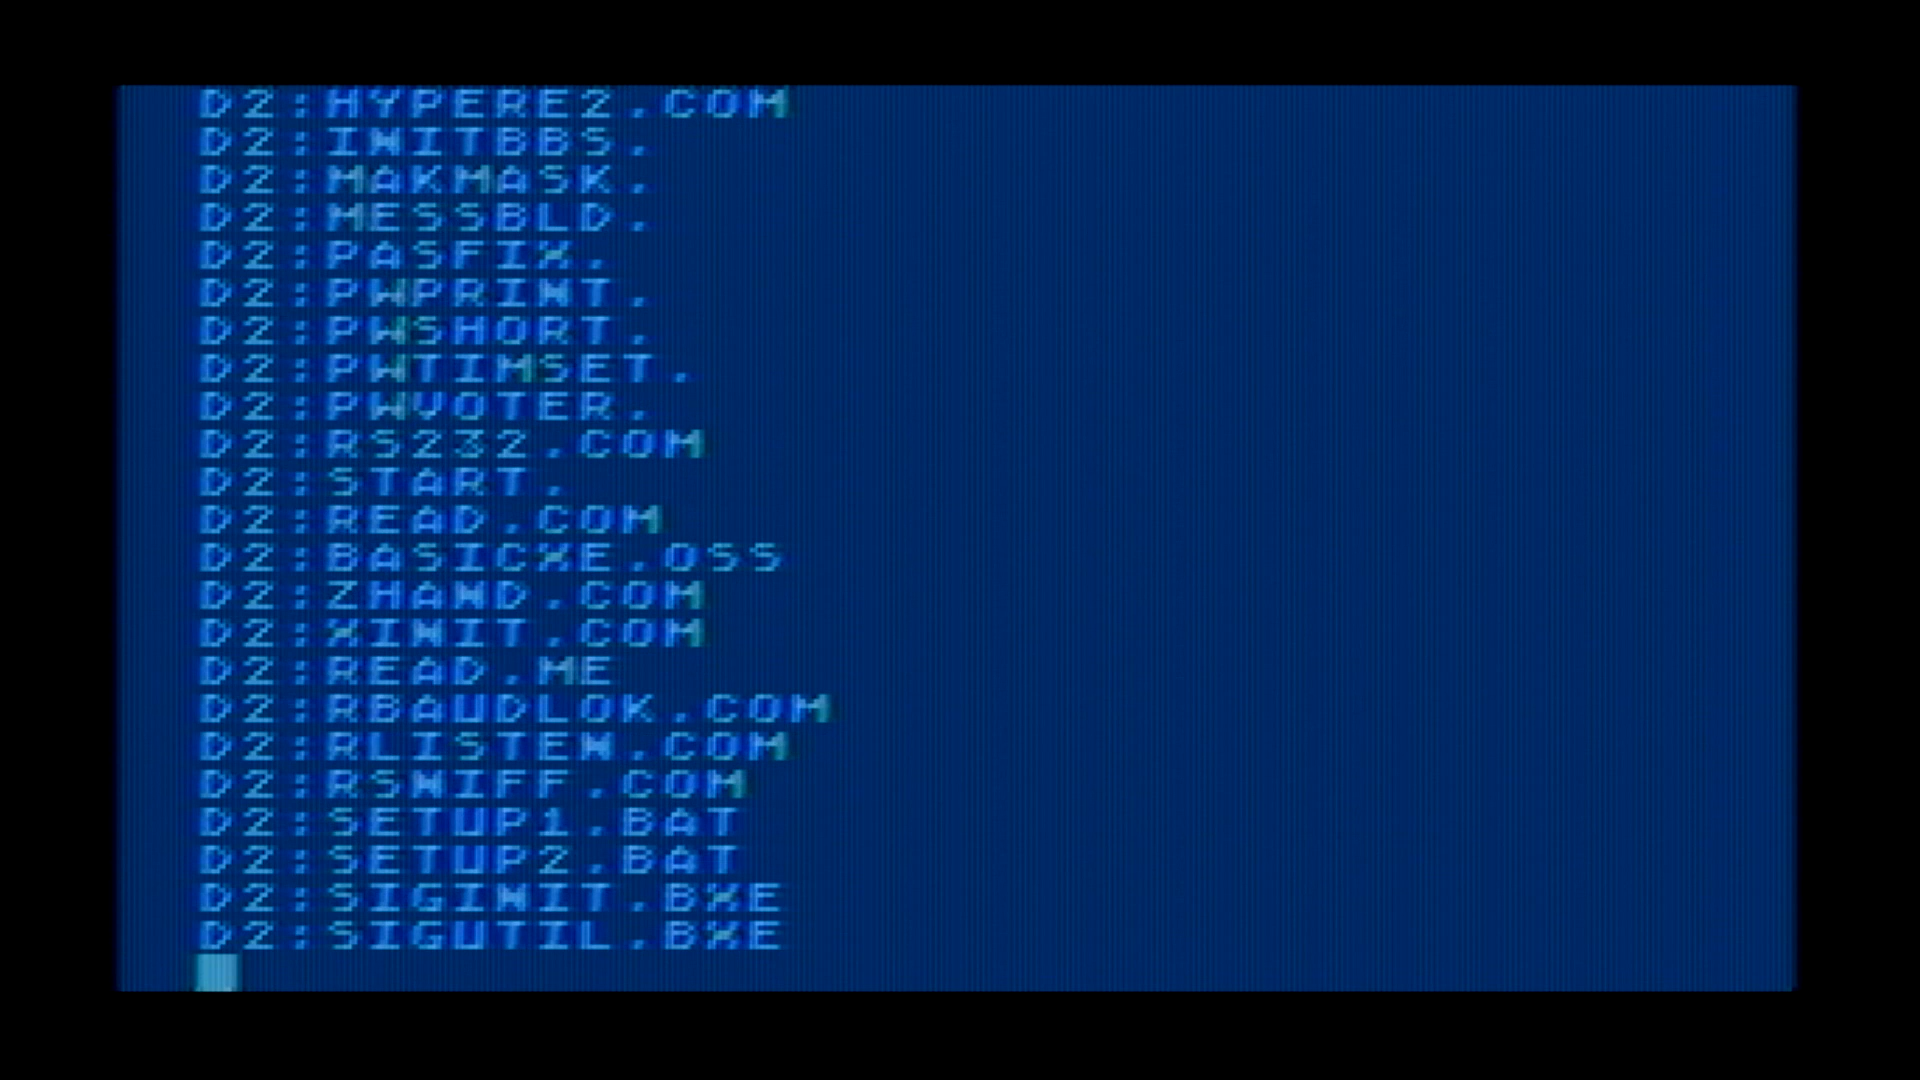 D2:HYPERE2.COM
D2:INITBBS.
D2:MAKMASK.
D2:MESSBLD.
D2:PASFIX.
D2:PWPRINT.
D2:PWSHORT.
D2:PWTIMSET.
D2:PWVOTER.
D2:RS232.COM
D2:START.
D2:READ.COM
D2:BASICXE.OSS
D2:ZHAND.COM
D2:XINIT.COM
D2:READ.ME
D2:RBAUDLOK.COM
D2:RLISTEN.COM
D2:RSNIFF.COM
D2:SETUP1.BAT
D2:SETUP2.BAT
D2:SIGINIT.BXE
D2:SIGUTIL.BXE